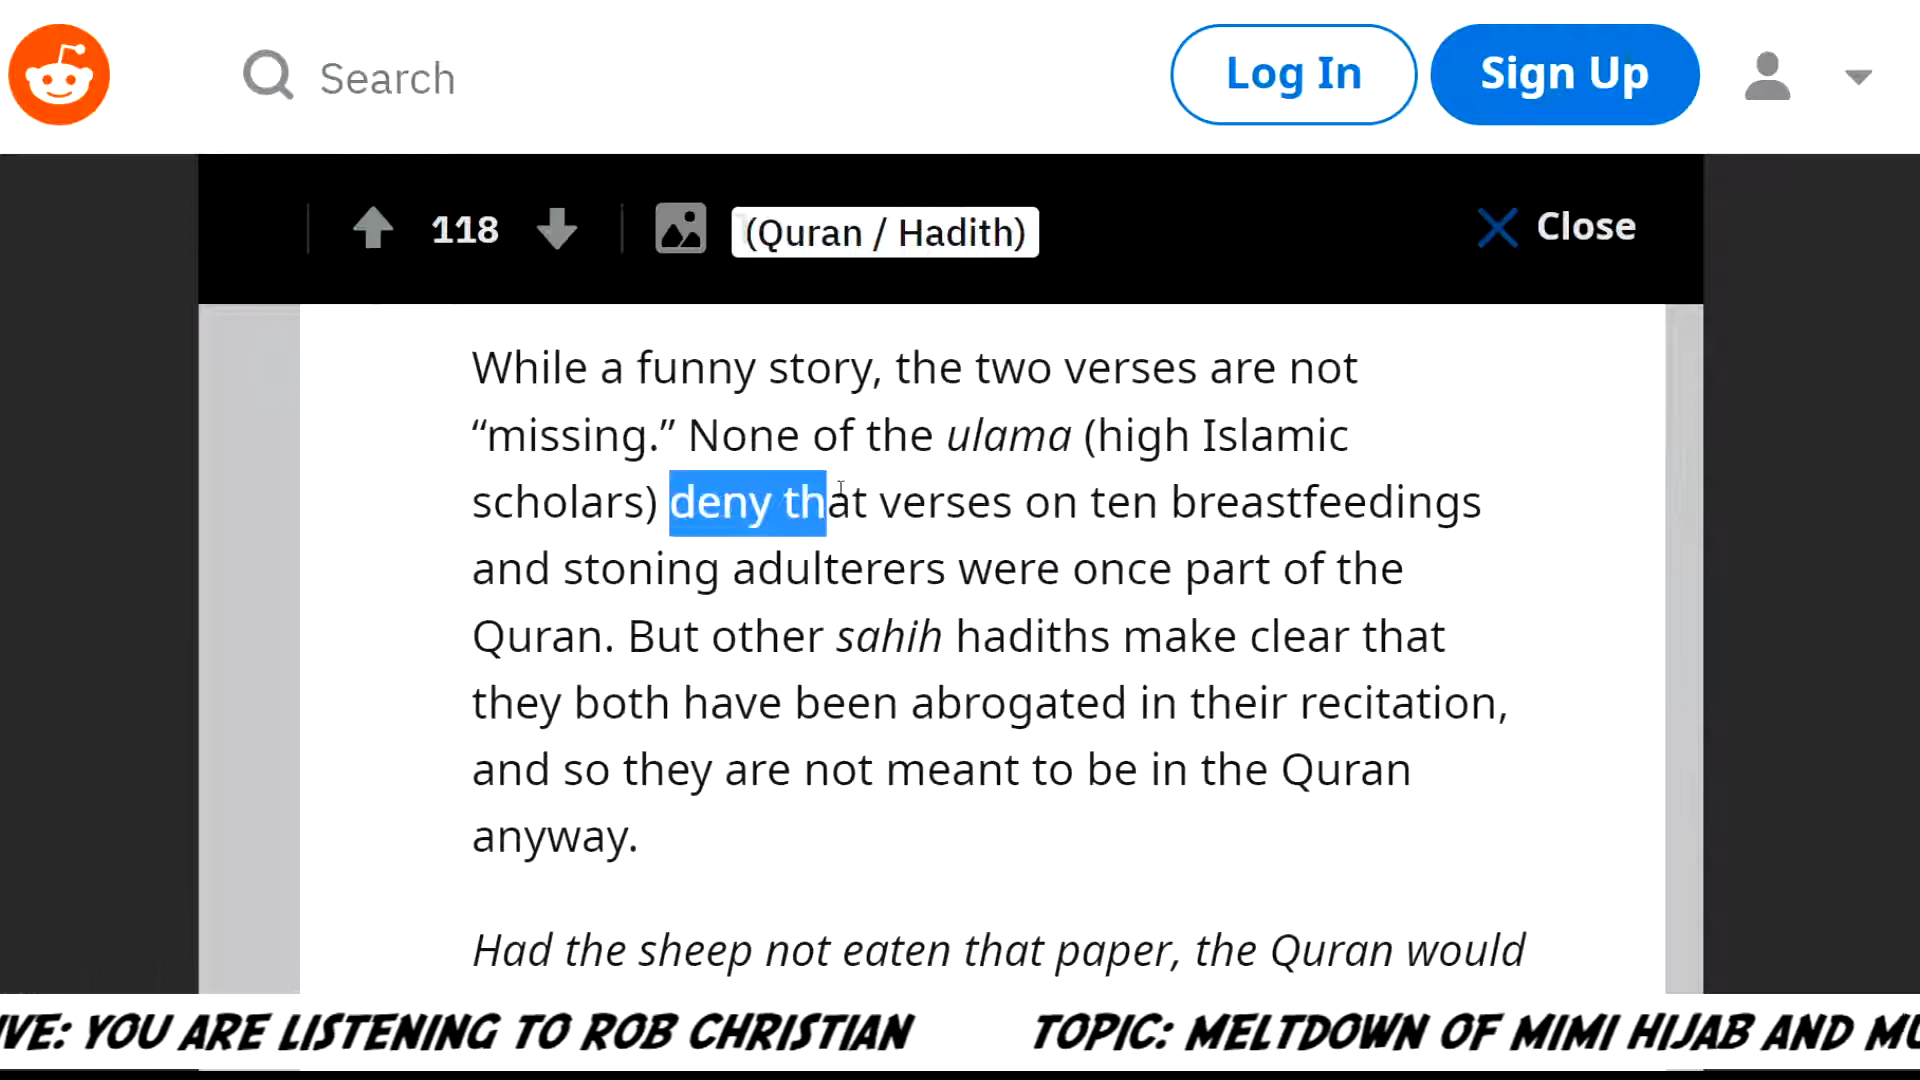 Search
Log In
Sign Up
118
(Quran / Hadith)
Close
While a funny story, the two verses are not
“missing.” None of the ulama (high Islamic
scholars) deny that verses on ten breastfeedings
and stoning adulterers were once part of the
Quran. But other sahih hadiths make clear that
they both have been abrogated in their recitation,
and so they are not meant to be in the Quran
anyway.
Had the sheep not eaten that paper, the Quran would
IVE: YOU ARE LISTENING TO ROB CHRISTIAN TOPIC: MELTDOWN OF MIMI HIJAB AND MU